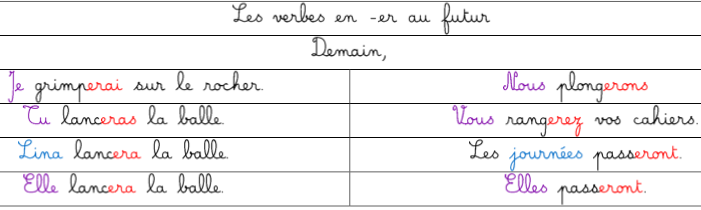 Les verbes en -er au futur
Demain,
Je grimperai sur le rocher.
Nous plongerons
Tu lanceras la balle.
Vous rangerez vos cahiers.
Lina lancera la balle.
Les journées passeront.
Elle lancera la balle.
Elles passeront.